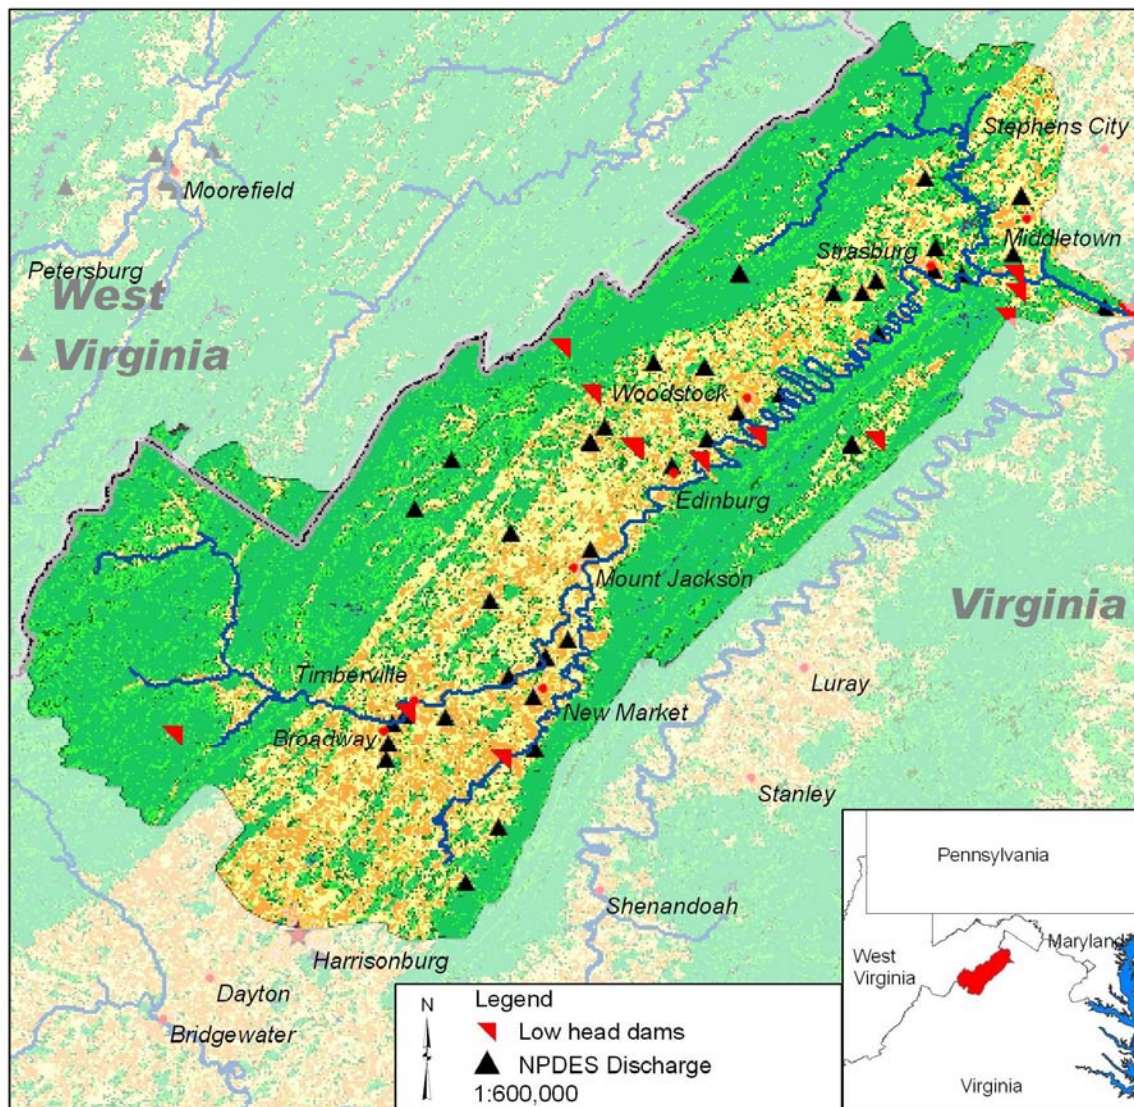 Stephens City
Moorefield
Middletown
Strasburg
Petersburg
West
Virginia
Woodstock
Edinburg
Mount Jackson
Virginia
Timberville
Luray
New Market
Broadway
Stanley
Shenandoah
Harrisonburg
Dayton
Bridgewater
N
Legend
Low head dams
NPDES Discharge
1:600,000
Pennsylvania
Maryland
West
Virginia
Virginia